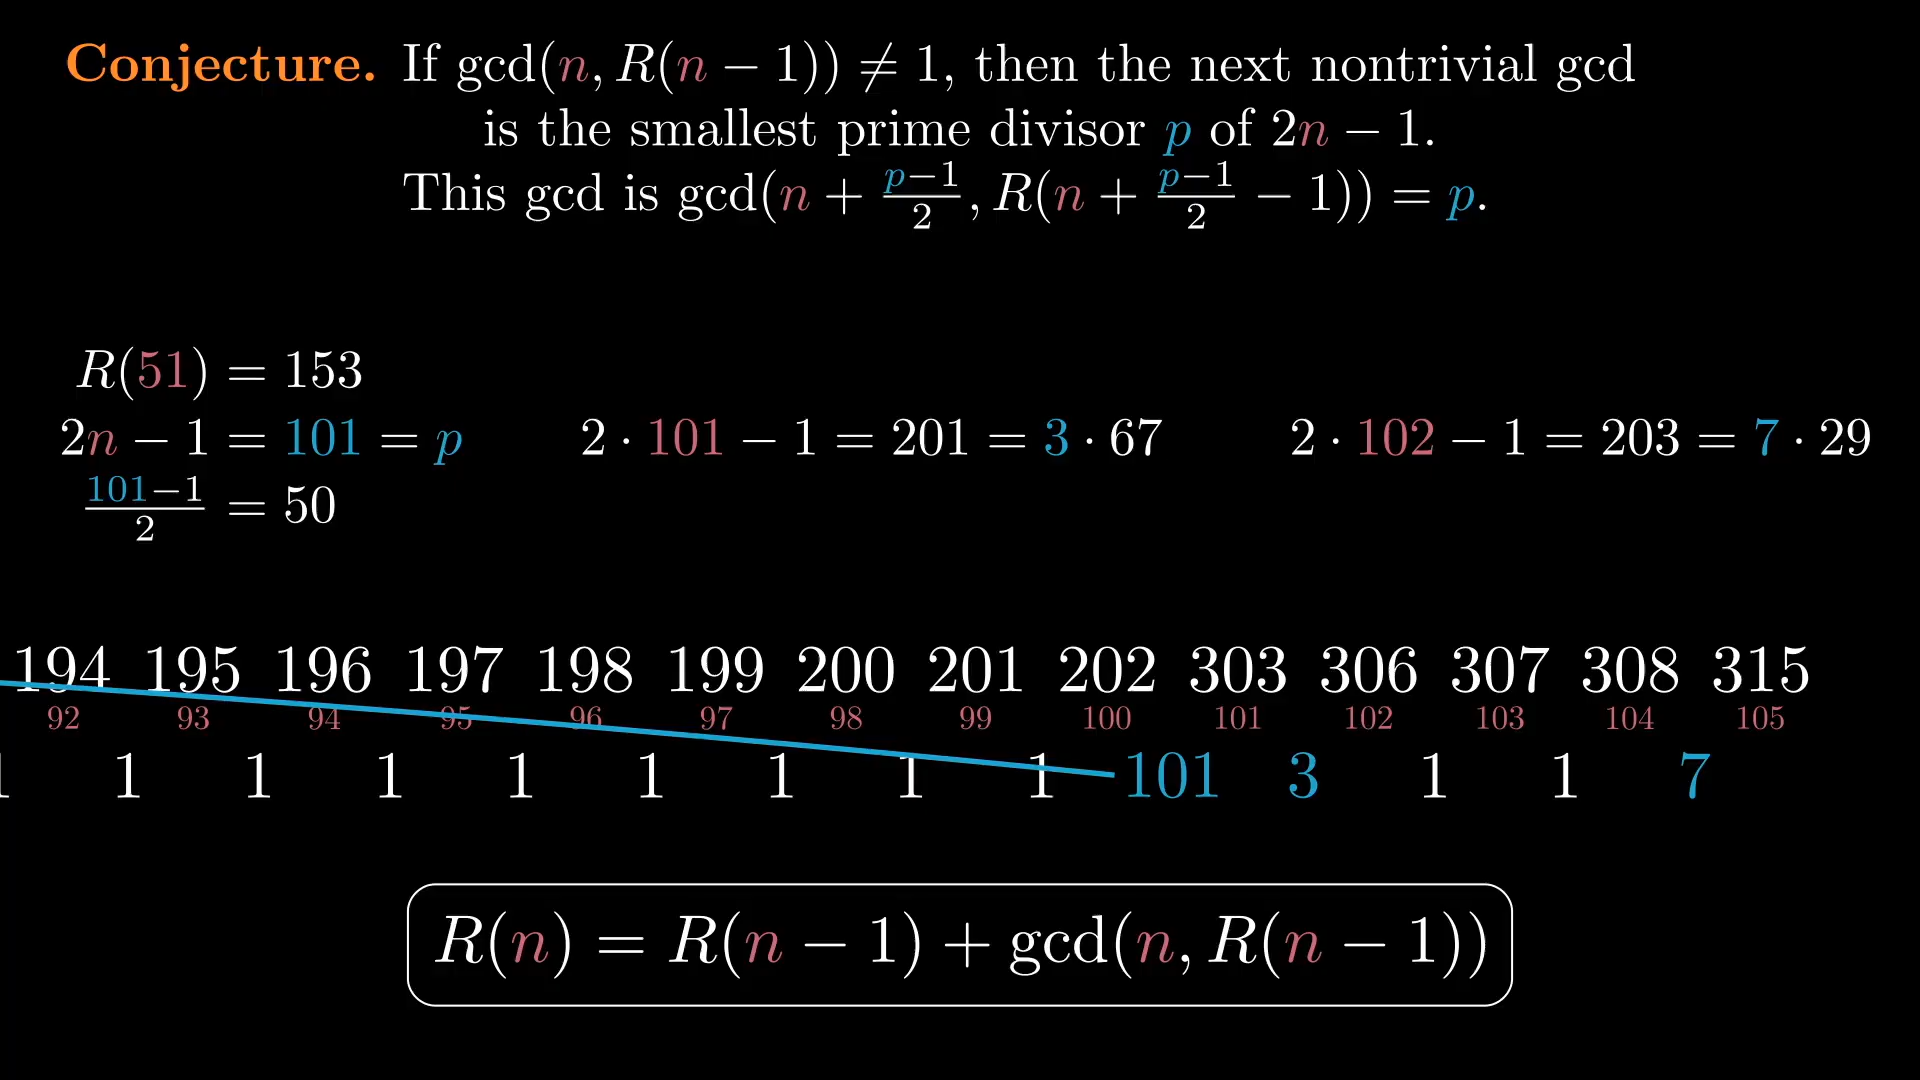 Conjecture. If gcd(n, R(n − 1)) ≠ 1, then the next nontrivial gcd
is the smallest prime divisor p of 2n − 1.
This gcd is gcd(n + (p−1)/2, R(n + (p−1)/2 − 1)) = p.
R(51) = 153
2n − 1 = 101 = p
2 · 101 − 1 = 201 = 3 · 67
2 · 102 − 1 = 203 = 7 · 29
(101−1)/2 = 50
194 195 196 197 198 199 200 201 202 303 306 307 308 315
92 93 94 95 96 97 98 99 100 101 102 103 104 105
1 1 1 1 1 1 1 1 1 101 3 1 1 7
R(n) = R(n − 1) + gcd(n, R(n − 1))